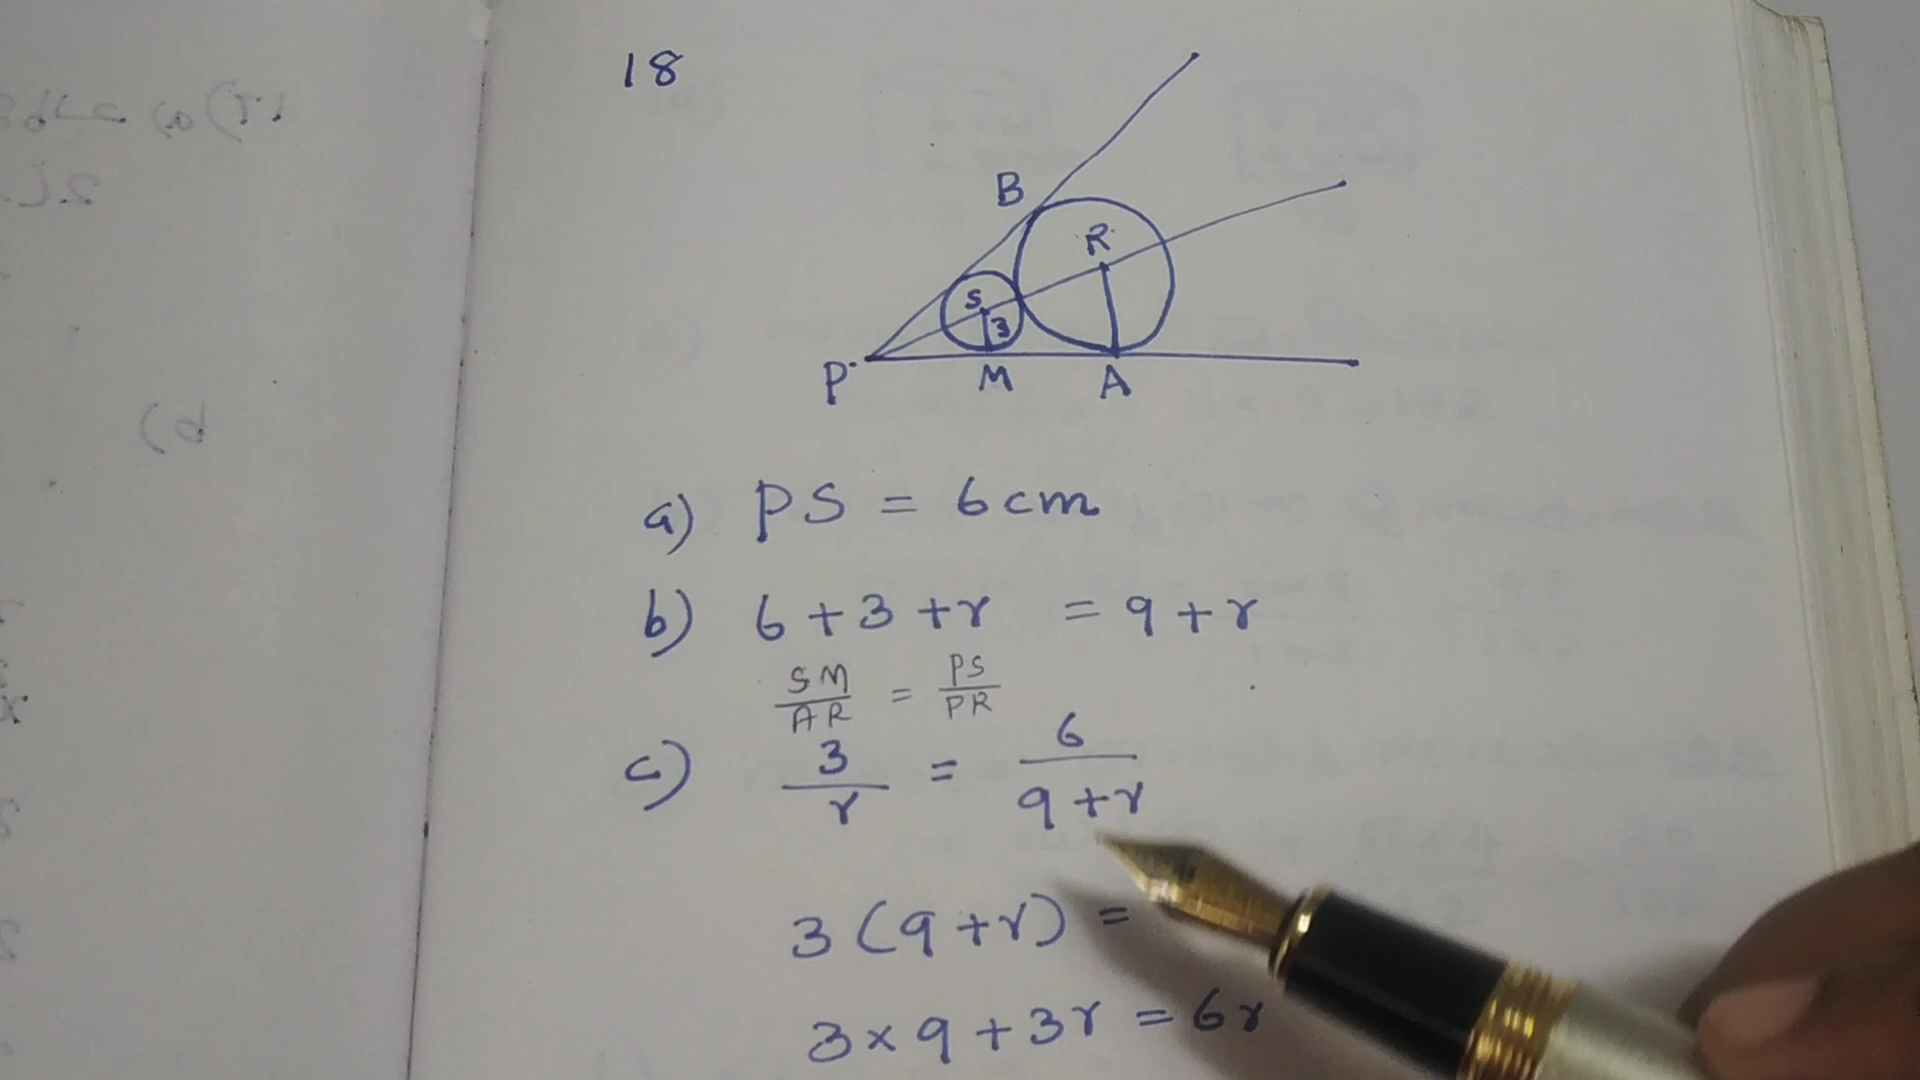 18
B
R
S
3
P
M
A
a) PS = 6cm
b) 6+3+r = 9+r
SM/AR = PS/PR
c) 3/r = 6/9+r
3(9+r) =
3×9+3r = 6r
b)